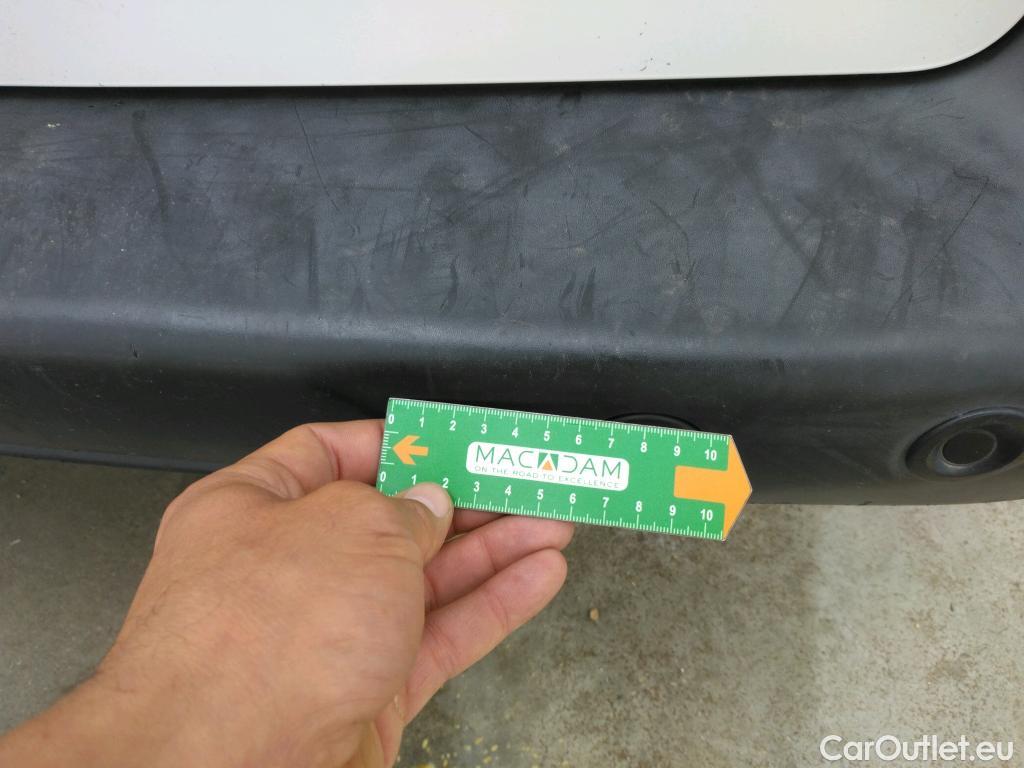 0 1 2 3 4 5 6 7 8 9 10
MACADAM
ON THE ROAD TO EXCELLENCE
0 1 2 3 4 5 6 7 8 9 10
CarOutlet.eu